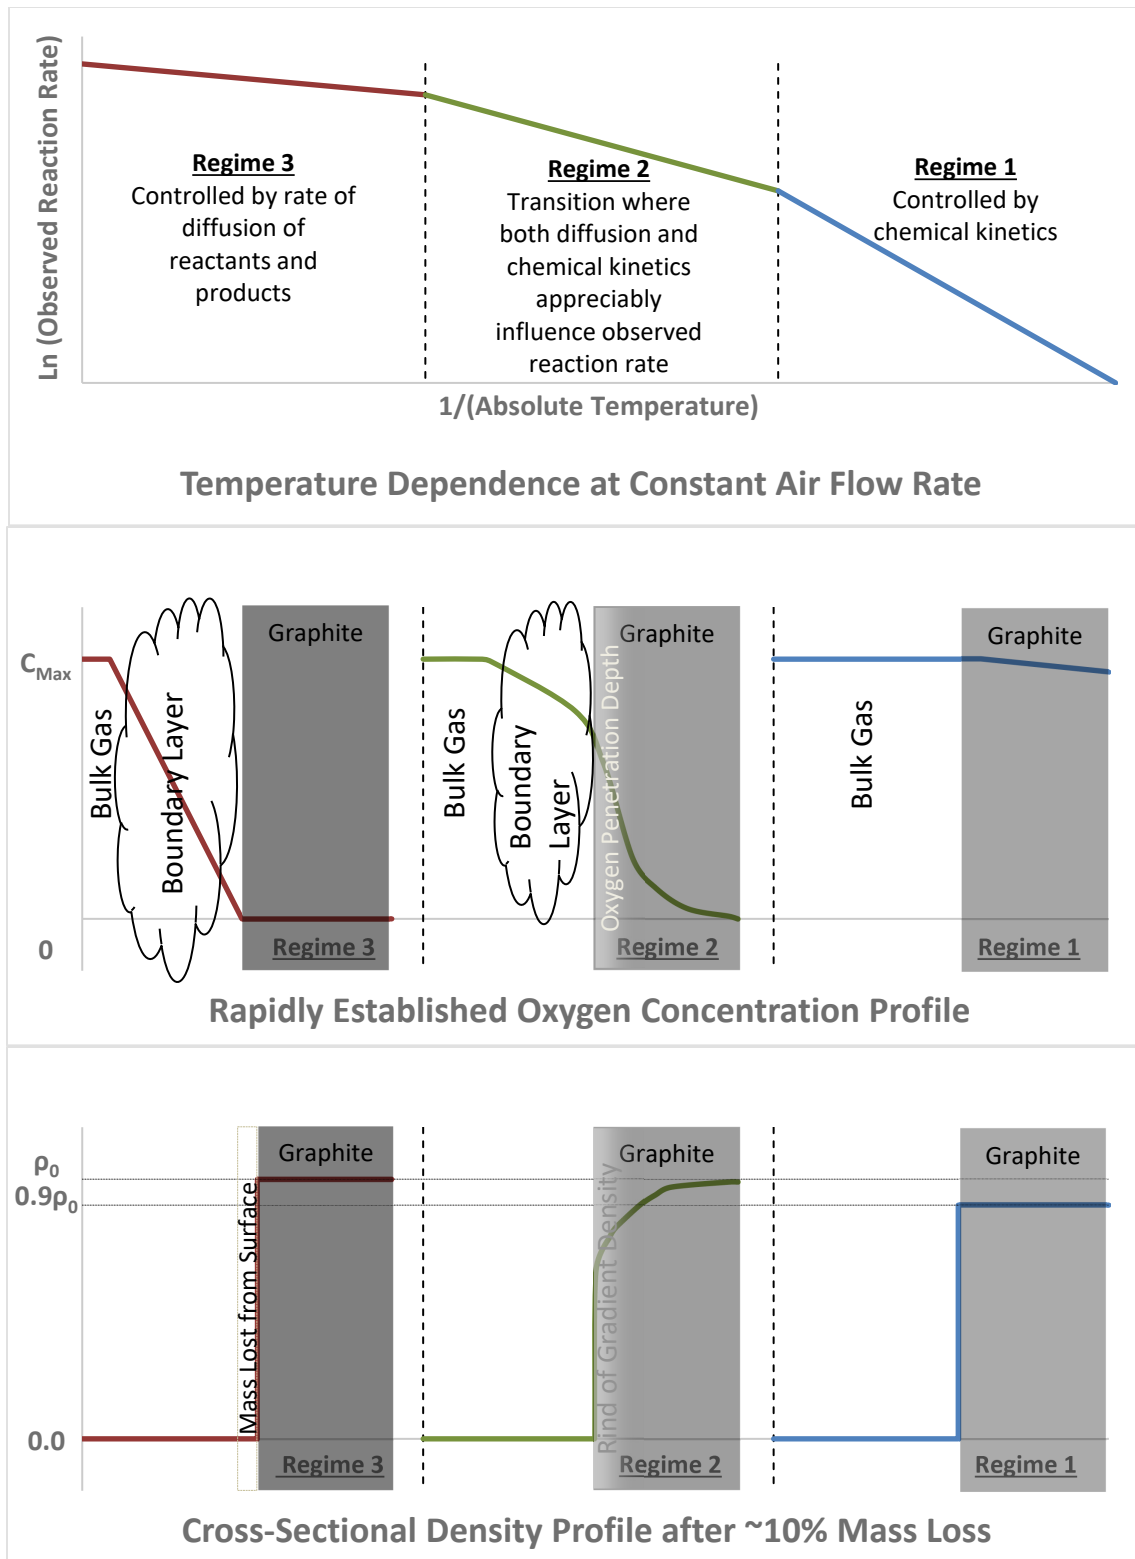 Ln (Observed Reaction Rate)
Regime 3
Controlled by rate of
diffusion of
reactants and
products
Regime 2
Transition where
both diffusion and
chemical kinetics
appreciably
influence observed
reaction rate
Regime 1
Controlled by
chemical kinetics
1/(Absolute Temperature)
Temperature Dependence at Constant Air Flow Rate
CMax
0
Bulk Gas
Boundary Layer
Graphite
Regime 3
Bulk Gas
Boundary
Layer
Oxygen Penetration Depth
Graphite
Regime 2
Bulk Gas
Graphite
Regime 1
Rapidly Established Oxygen Concentration Profile
ρ0
0.9ρ0
0.0
Mass Lost from Surface
Graphite
Regime 3
Rind of Gradient Density
Graphite
Regime 2
Graphite
Regime 1
Cross-Sectional Density Profile after ~10% Mass Loss